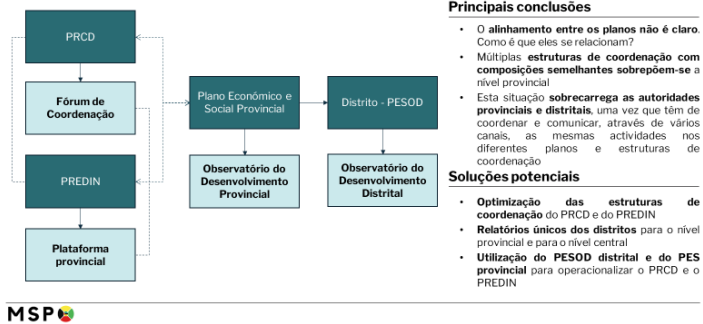 PRCD
Fórum de
Coordenação
PREDIN
Plataforma
provincial
Plano Económico e
Social Provincial
Observatório do
Desenvolvimento
Provincial
Distrito - PESOD
Observatório do
Desenvolvimento
Distrital
Principais conclusões
• O alinhamento entre os planos não é claro.
Como é que eles se relacionam?
• Múltiplas estruturas de coordenação com
composições semelhantes sobrepõem-se a
nível provincial
• Esta situação sobrecarrega as autoridades
provinciais e distritais, uma vez que têm de
coordenar e comunicar, através de vários
canais, as mesmas actividades nos
diferentes planos e estruturas de
coordenação
Soluções potenciais
• Optimização das estruturas de
coordenação do PRCD e do PREDIN
• Relatórios únicos dos distritos para o nível
provincial e para o nível central
• Utilização do PESOD distrital e do PES
provincial para operacionalizar o PRCD e o
PREDIN
MSP